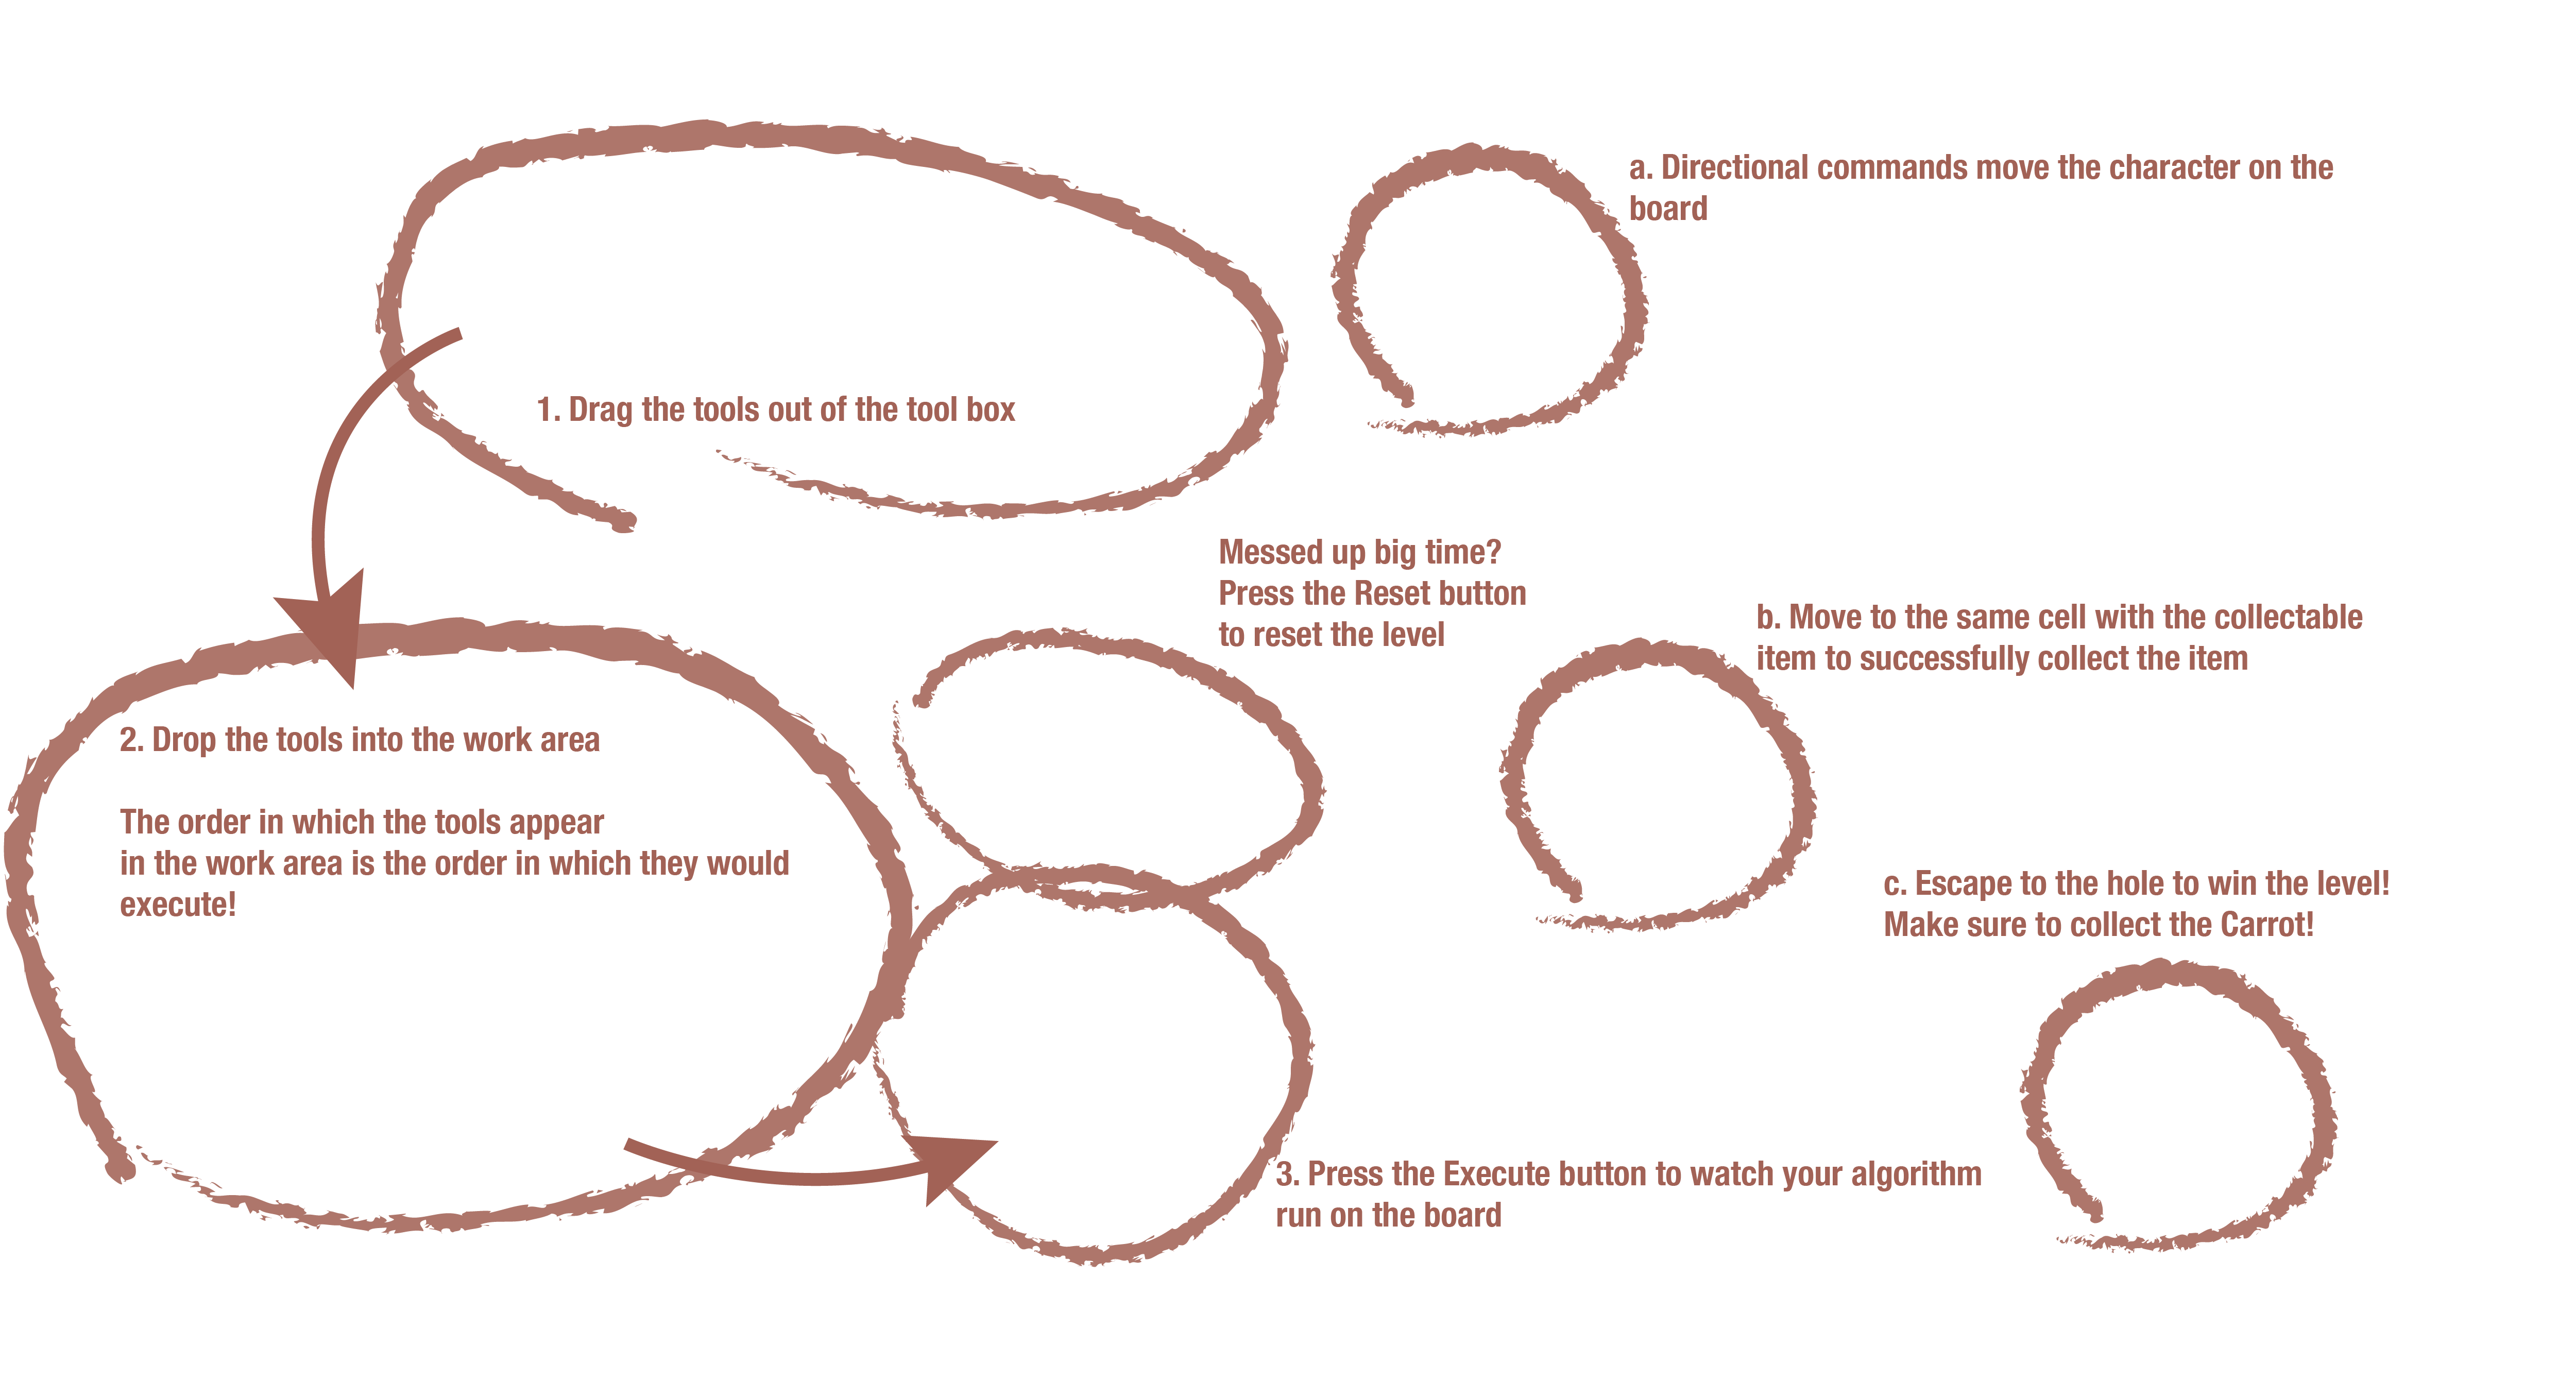 a. Directional commands move the character on the
board
1. Drag the tools out of the tool box
Messed up big time?
Press the Reset button
to reset the level
b. Move to the same cell with the collectable
item to successfully collect the item
2. Drop the tools into the work area
The order in which the tools appear
in the work area is the order in which they would
execute!
c. Escape to the hole to win the level!
Make sure to collect the Carrot!
3. Press the Execute button to watch your algorithm
run on the board